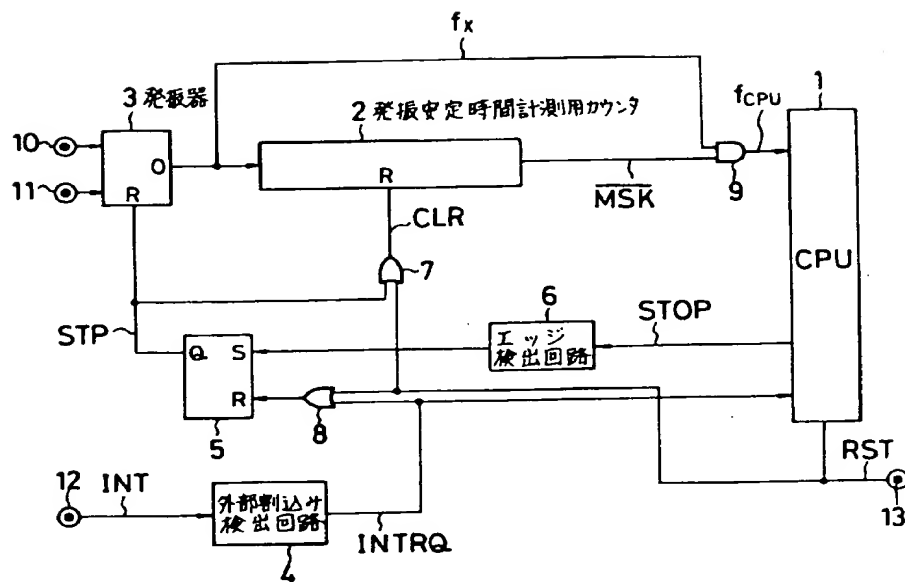 fx
3 発振器
2 発振安定時間計測用カウンタ
1
fCPU
10
11
O
R
R
MSK
9
CPU
CLR
7
STP
6
エッジ
検出回路
STOP
Q
S
R
5
8
12
INT
外部割込み
検出回路
4
INTRQ
RST
13